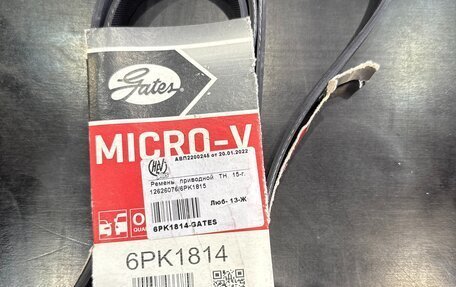 Gates
MICRO-V
АВП2200245 от 20.01.2022
Ремень приводной ТН. 15-г.
12626076/6PK1815
Люб- 13-Ж
6PK1814-GATES
6PK1814